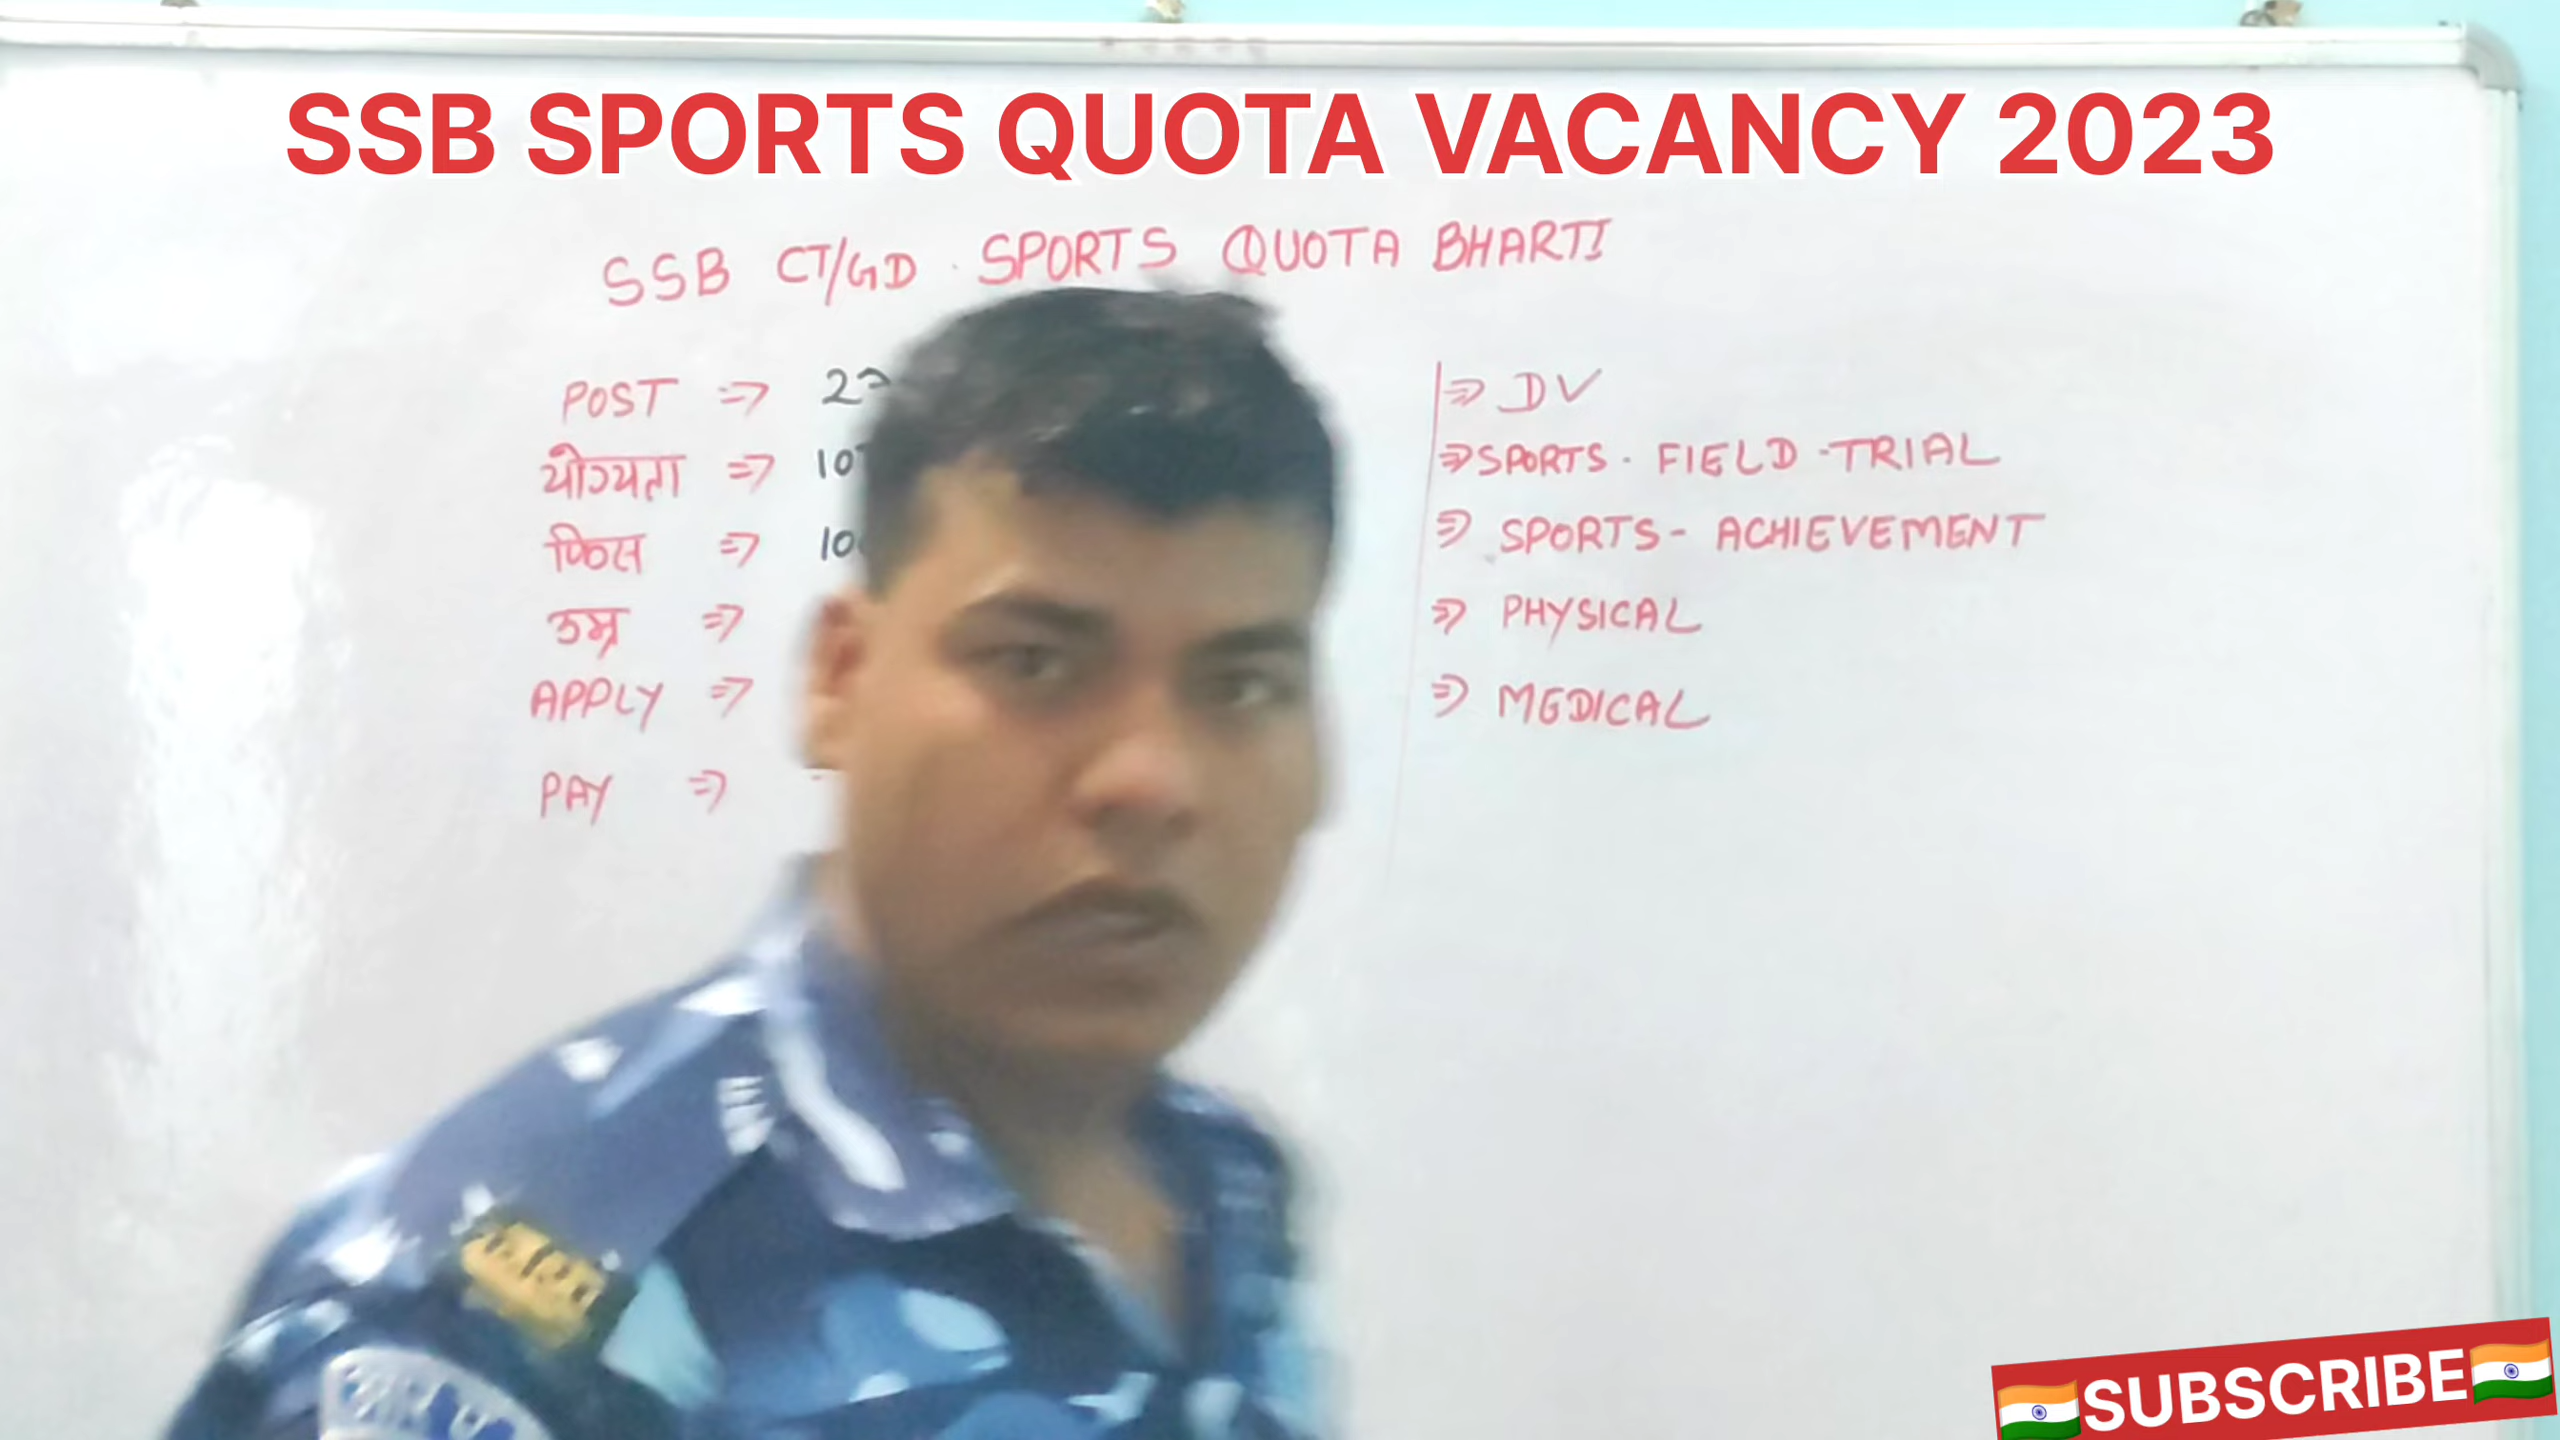 SSB SPORTS QUOTA VACANCY 2023
SSB CT/GD SPORTS QUOTA BHARTI
POST ⇒
योग्यता ⇒
फिस ⇒
उम्र ⇒
APPLY ⇒
PAY ⇒
⇒ DV
⇒ SPORTS - FIELD - TRIAL
⇒ SPORTS - ACHIEVEMENT
⇒ PHYSICAL
⇒ MEDICAL
SUBSCRIBE